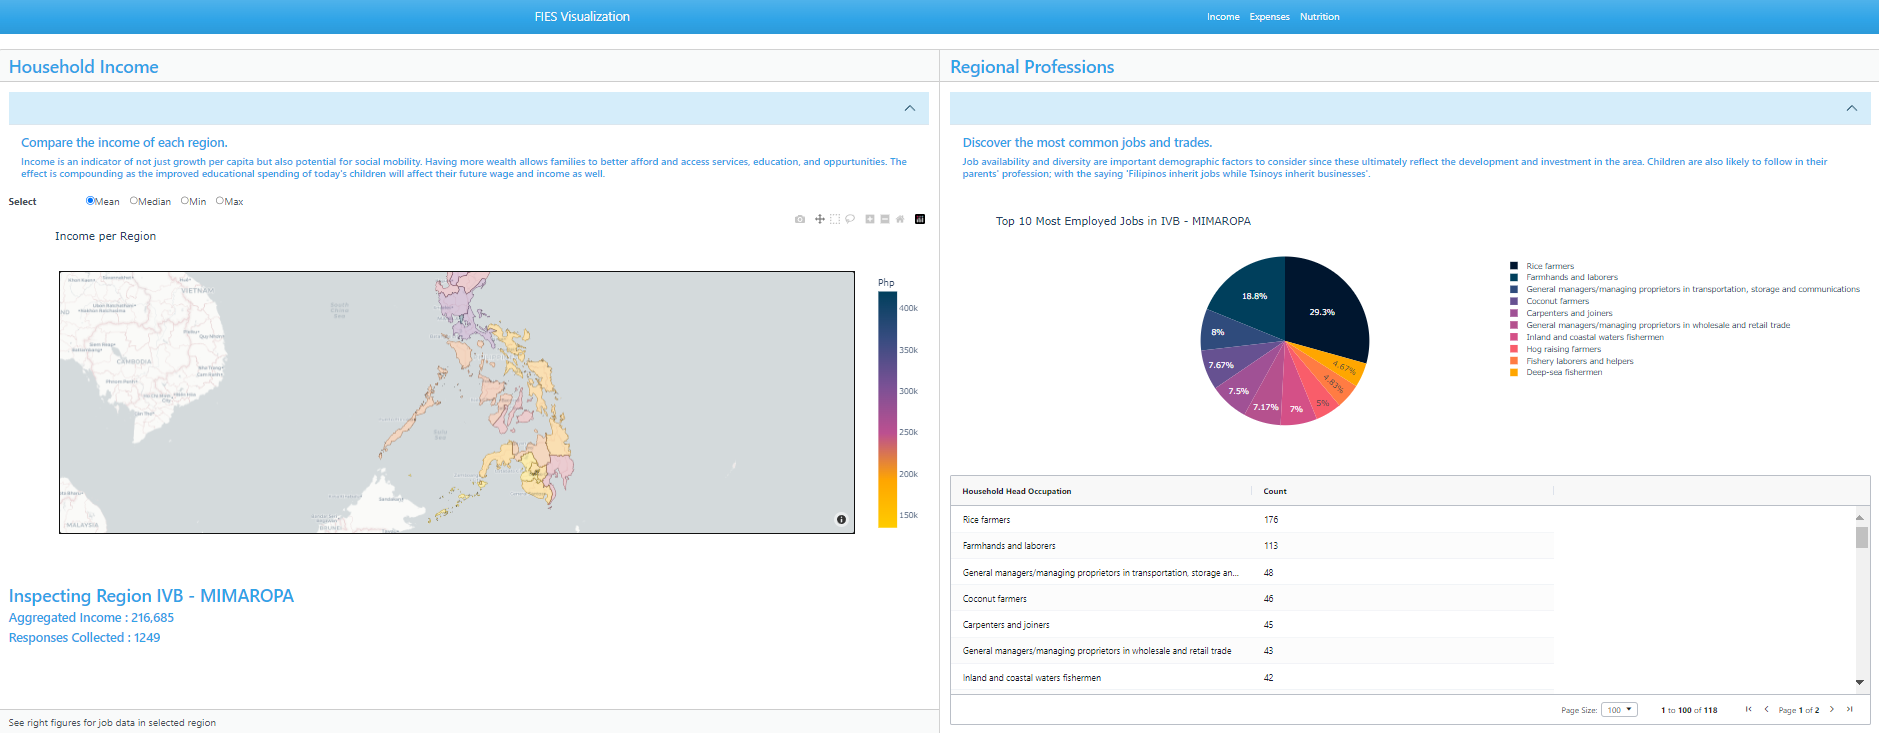 FIES Visualization
Income Expenses Nutrition
Household Income
Compare the income of each region.
Income is an indicator of not just growth per capita but also potential for social mobility. Having more wealth allows families to better afford and access services, education, and oppurtunities. The
effect is compounding as the improved educational spending of today's children will affect their future wage and income as well.
Select Mean Median Min Max
Income per Region
VIETNAM
CAMBODIA
MALAYSIA
BRUNEI
Php
400k
350k
300k
250k
200k
150k
Inspecting Region IVB - MIMAROPA
Aggregated Income : 216,685
Responses Collected : 1249
See right figures for job data in selected region
Regional Professions
Discover the most common jobs and trades.
Job availability and diversity are important demographic factors to consider since these ultimately reflect the development and investment in the area. Children are also likely to follow in their
parents' profession; with the saying 'Filipinos inherit jobs while Tsinoys inherit businesses'.
Top 10 Most Employed Jobs in IVB - MIMAROPA
29.3%
18.8%
8%
7.67%
7.5%
7.17%
7%
5%
4.83%
4.67%
Rice farmers
Farmhands and laborers
General managers/managing proprietors in transportation, storage and communications
Coconut farmers
Carpenters and joiners
General managers/managing proprietors in wholesale and retail trade
Inland and coastal waters fishermen
Hog raising farmers
Fishery laborers and helpers
Deep-sea fishermen
Household Head Occupation Count
Rice farmers 176
Farmhands and laborers 113
General managers/managing proprietors in transportation, storage an... 48
Coconut farmers 46
Carpenters and joiners 45
General managers/managing proprietors in wholesale and retail trade 43
Inland and coastal waters fishermen 42
Page Size: 100 1 to 100 of 118 Page 1 of 2